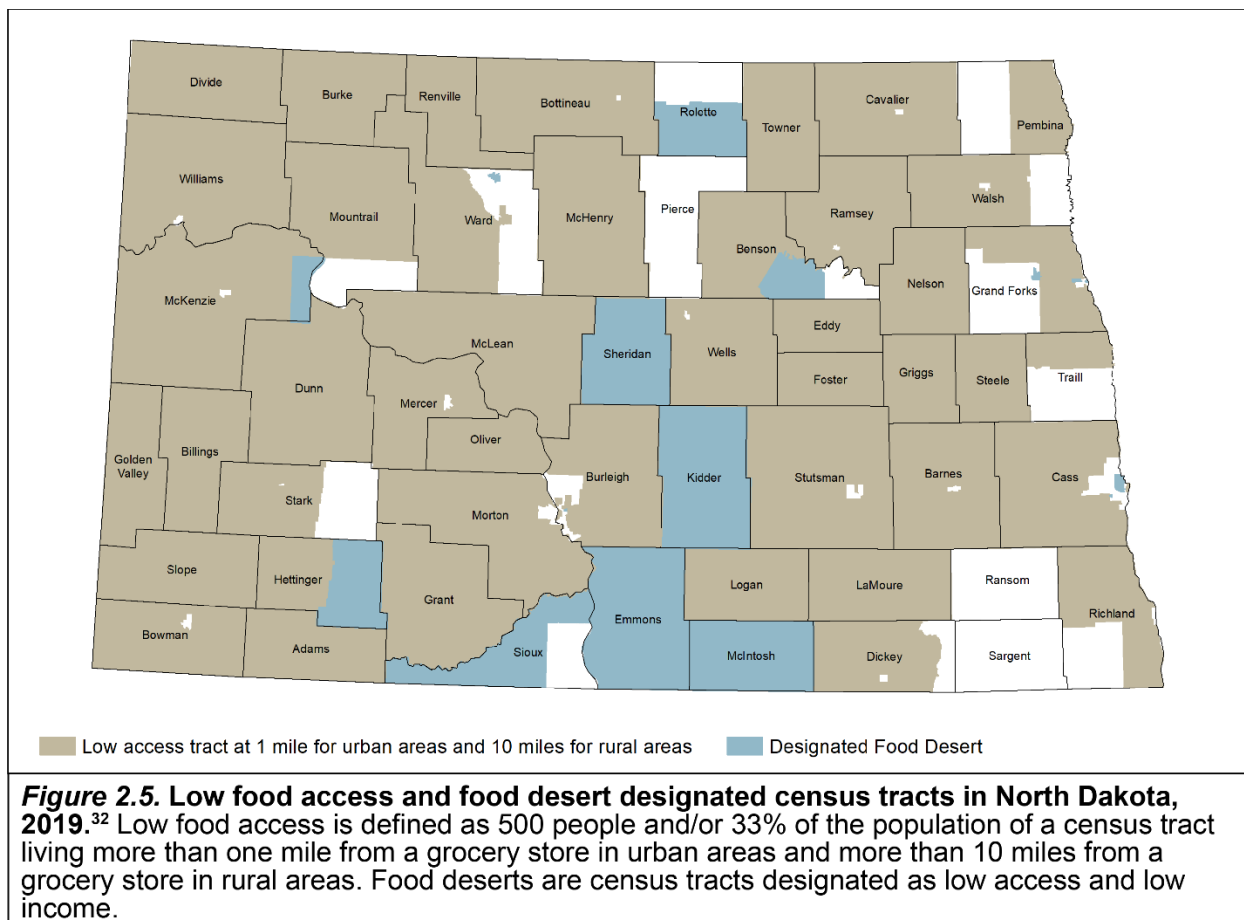 Divide
Burke
Renville
Bottineau
Rolette
Towner
Cavalier
Pembina
Williams
Mountrail
Ward
McHenry
Pierce
Benson
Ramsey
Walsh
McKenzie
Nelson
Grand Forks
McLean
Sheridan
Wells
Eddy
Foster
Griggs
Steele
Traill
Dunn
Mercer
Oliver
Golden
Valley
Billings
Stark
Morton
Burleigh
Kidder
Stutsman
Barnes
Cass
Slope
Hettinger
Grant
Emmons
Logan
LaMoure
Ransom
Richland
Bowman
Adams
Sioux
McIntosh
Dickey
Sargent
Low access tract at 1 mile for urban areas and 10 miles for rural areas
Designated Food Desert
Figure 2.5. Low food access and food desert designated census tracts in North Dakota,
2019.³² Low food access is defined as 500 people and/or 33% of the population of a census tract
living more than one mile from a grocery store in urban areas and more than 10 miles from a
grocery store in rural areas. Food deserts are census tracts designated as low access and low
income.